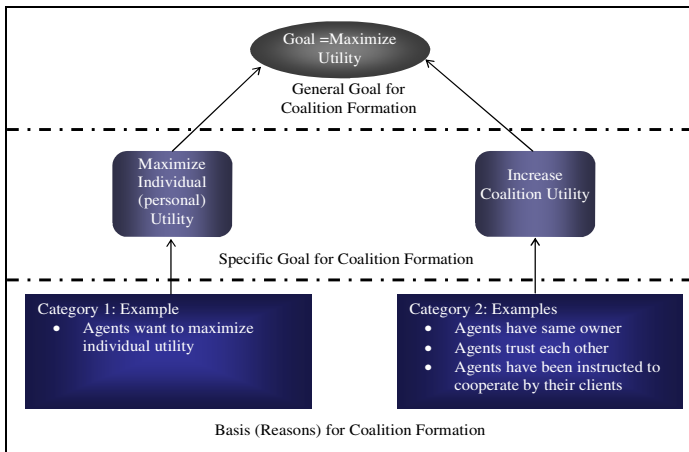 Goal =Maximize
Utility
General Goal for
Coalition Formation
Maximize
Individual
(personal)
Utility
Increase
Coalition Utility
Specific Goal for Coalition Formation
Category 1: Example
• Agents want to maximize
individual utility
Category 2: Examples
• Agents have same owner
• Agents trust each other
• Agents have been instructed to
cooperate by their clients
Basis (Reasons) for Coalition Formation